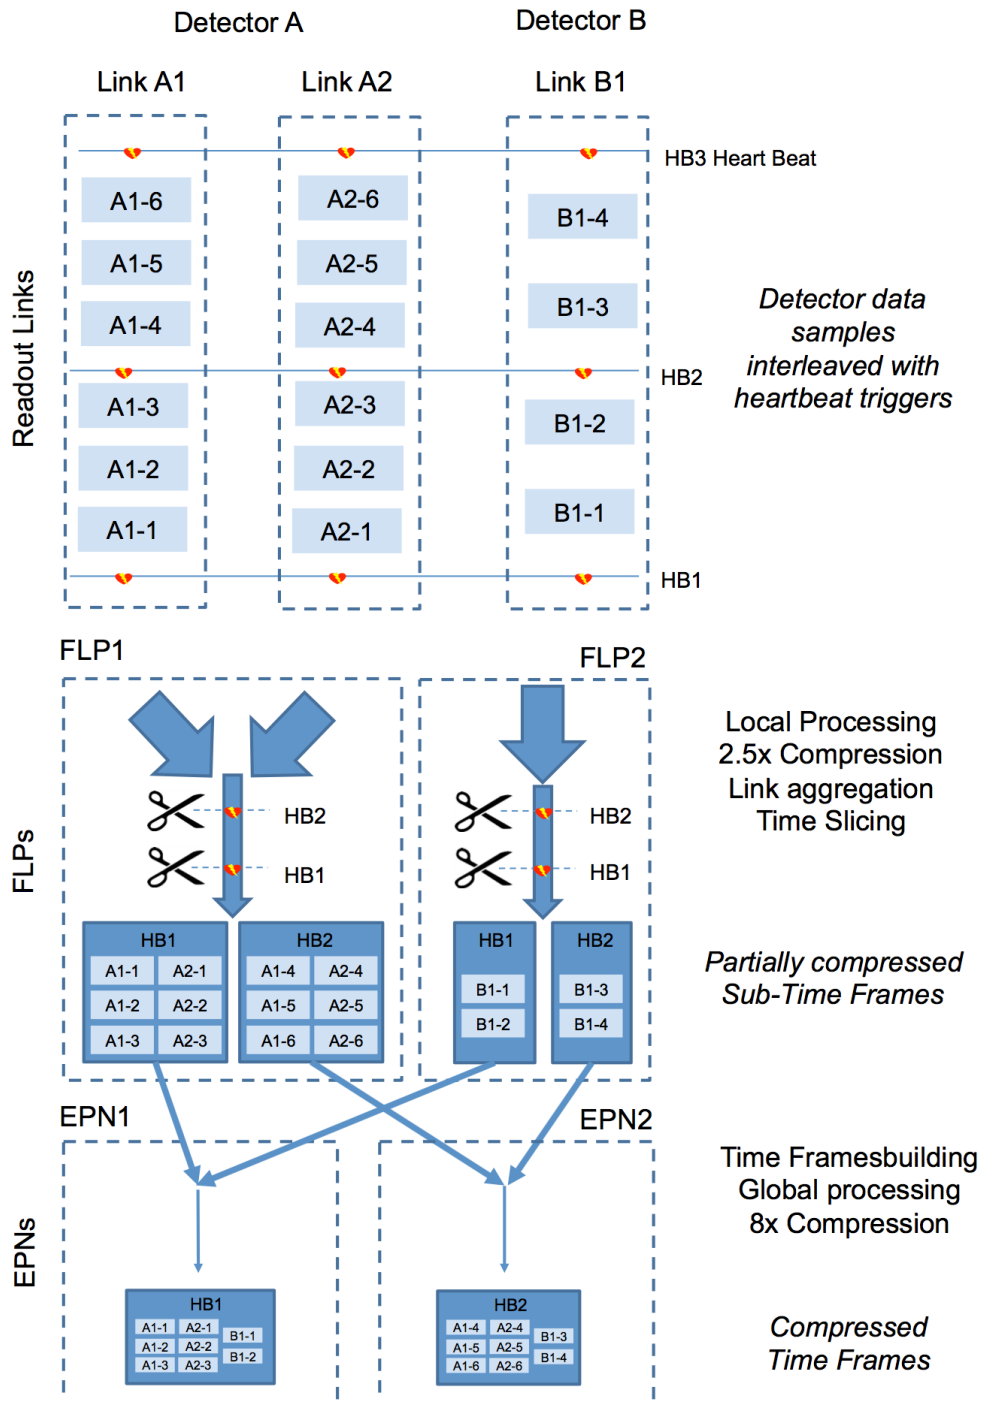 Detector A
Detector B
Link A1
Link A2
Link B1
HB3 Heart Beat
A1-6
A2-6
B1-4
A1-5
A2-5
B1-3
A1-4
A2-4
Readout Links
Detector data
samples
interleaved with
heartbeat triggers
HB2
A1-3
A2-3
B1-2
A1-2
A2-2
B1-1
A1-1
A2-1
HB1
FLP1
FLP2
Local Processing
2.5x Compression
Link aggregation
Time Slicing
HB2
HB2
HB1
HB1
FLPs
HB1
A1-1 A2-1
A1-2 A2-2
A1-3 A2-3
HB2
A1-4 A2-4
A1-5 A2-5
A1-6 A2-6
HB1
B1-1
B1-2
HB2
B1-3
B1-4
Partially compressed
Sub-Time Frames
EPN1
EPN2
Time Framesbuilding
Global processing
8x Compression
EPNs
HB1
A1-1 A2-1
A1-2 A2-2
A1-3 A2-3
B1-1
B1-2
HB2
A1-4 A2-4
A1-5 A2-5
A1-6 A2-6
B1-3
B1-4
Compressed
Time Frames